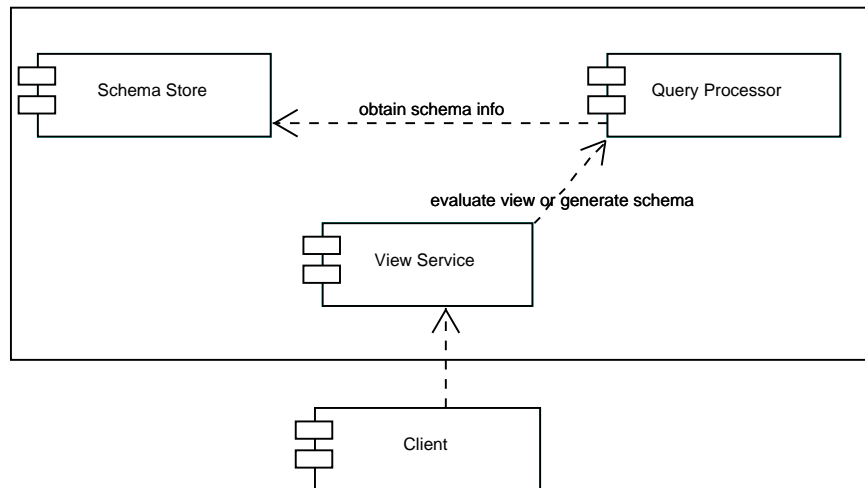 Schema Store
Query Processor
obtain schema info
evaluate view or generate schema
View Service
Client